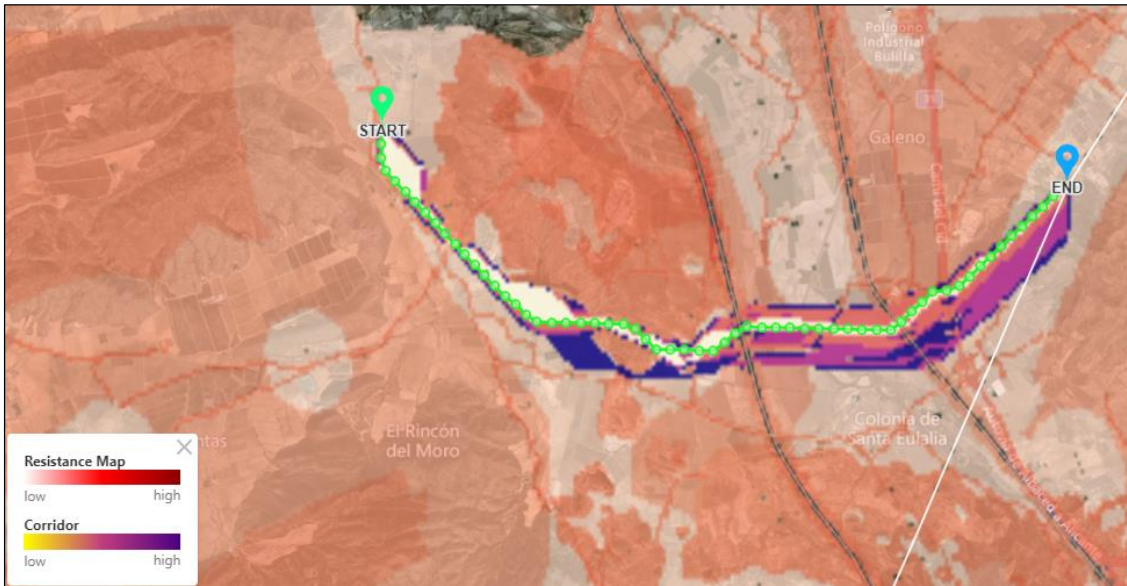 Polígono
Industrial
Bulilla
START
Galeno
END
El Rincón
del Moro
Colonia de
Santa Eulalia
Resistance Map
low high
Corridor
low high